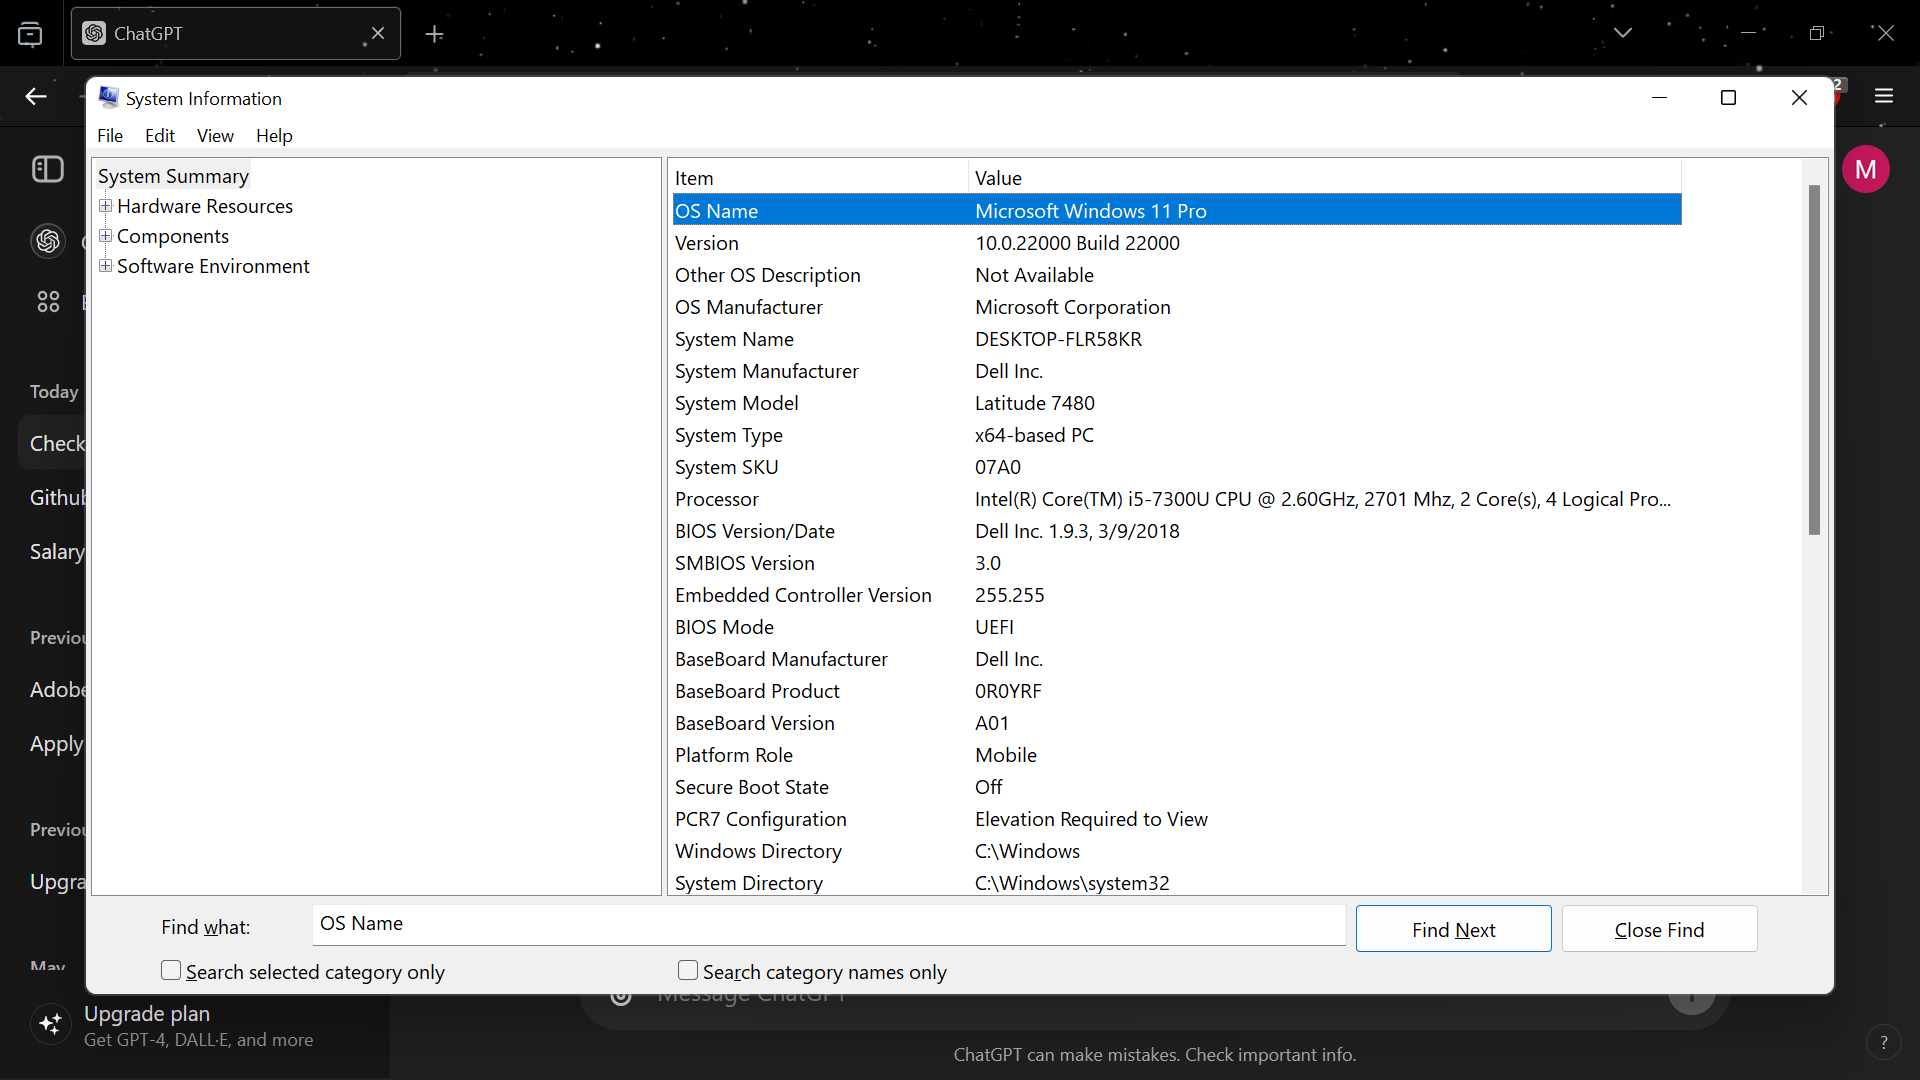 ChatGPT
2
System Information
File Edit View Help
M
System Summary
Hardware Resources
Components
Software Environment
Item Value
OS Name Microsoft Windows 11 Pro
Version 10.0.22000 Build 22000
Other OS Description Not Available
OS Manufacturer Microsoft Corporation
System Name DESKTOP-FLR58KR
System Manufacturer Dell Inc.
System Model Latitude 7480
System Type x64-based PC
System SKU 07A0
Processor Intel(R) Core(TM) i5-7300U CPU @ 2.60GHz, 2701 Mhz, 2 Core(s), 4 Logical Pro...
BIOS Version/Date Dell Inc. 1.9.3, 3/9/2018
SMBIOS Version 3.0
Embedded Controller Version 255.255
BIOS Mode UEFI
BaseBoard Manufacturer Dell Inc.
BaseBoard Product 0R0YRF
BaseBoard Version A01
Platform Role Mobile
Secure Boot State Off
PCR7 Configuration Elevation Required to View
Windows Directory C:\Windows
System Directory C:\Windows\system32
Find what: OS Name Find Next Close Find
Search selected category only Search category names only
Today
Check
Github
Salary
Previou
Adobe
Apply
Previou
Upgra
May
Upgrade plan
Get GPT-4, DALL·E, and more
Message ChatGPT
ChatGPT can make mistakes. Check important info.
?